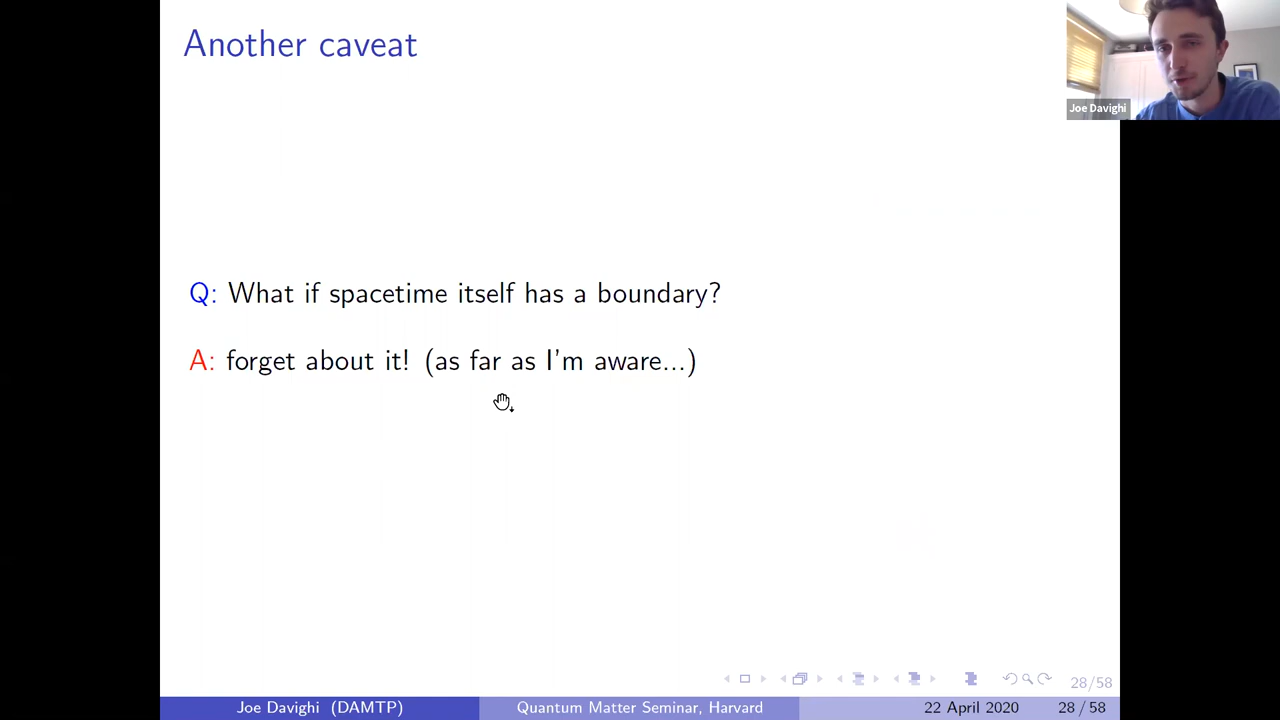 Another caveat
Joe Davighi
Q: What if spacetime itself has a boundary?
A: forget about it! (as far as I'm aware...)
28/58
Joe Davighi (DAMTP) Quantum Matter Seminar, Harvard 22 April 2020 28 / 58